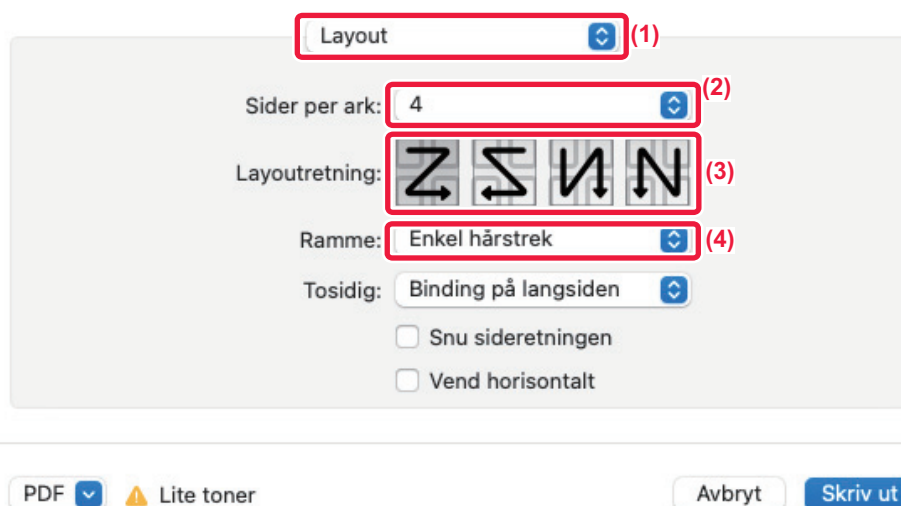 Layout (1)
Sider per ark: 4 (2)
Layoutretning: (3)
Ramme: Enkel hårstrek (4)
Tosidig: Binding på langsiden
Snu sideretningen
Vend horisontalt
PDF Lite toner Avbryt Skriv ut